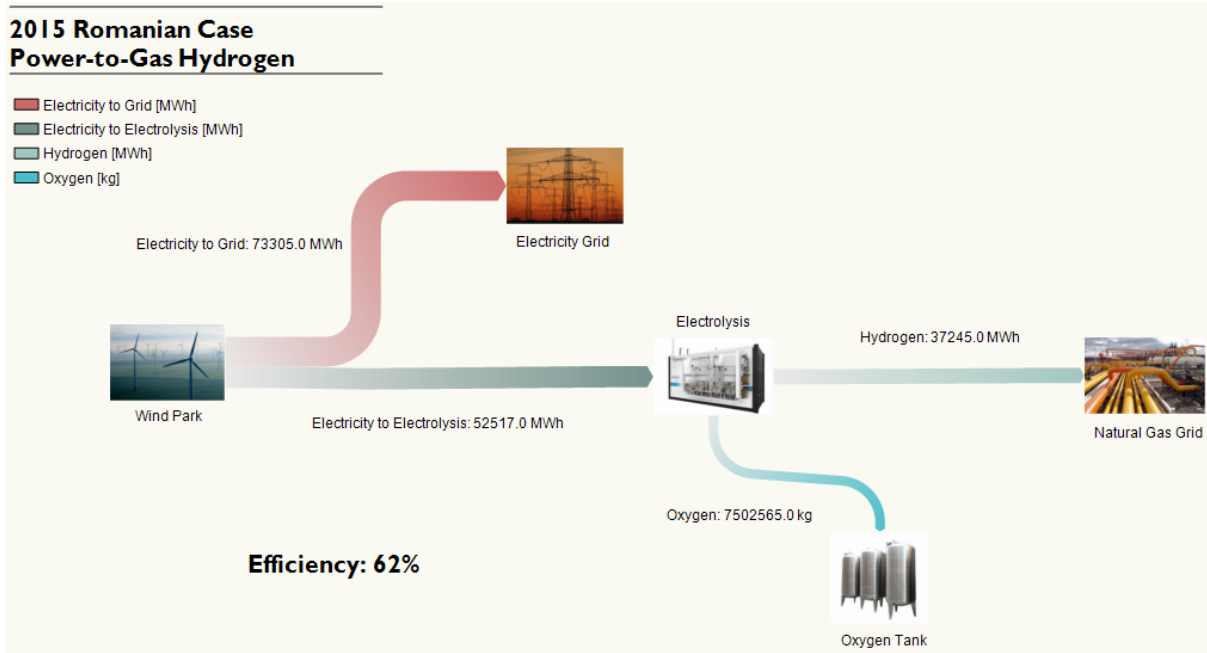 2015 Romanian Case
Power-to-Gas Hydrogen
Electricity to Grid [MWh]
Electricity to Electrolysis [MWh]
Hydrogen [MWh]
Oxygen [kg]
Electricity to Grid: 73305.0 MWh
Electricity Grid
Electrolysis
Hydrogen: 37245.0 MWh
Wind Park
Electricity to Electrolysis: 52517.0 MWh
Natural Gas Grid
Oxygen: 7502565.0 kg
Efficiency: 62%
Oxygen Tank